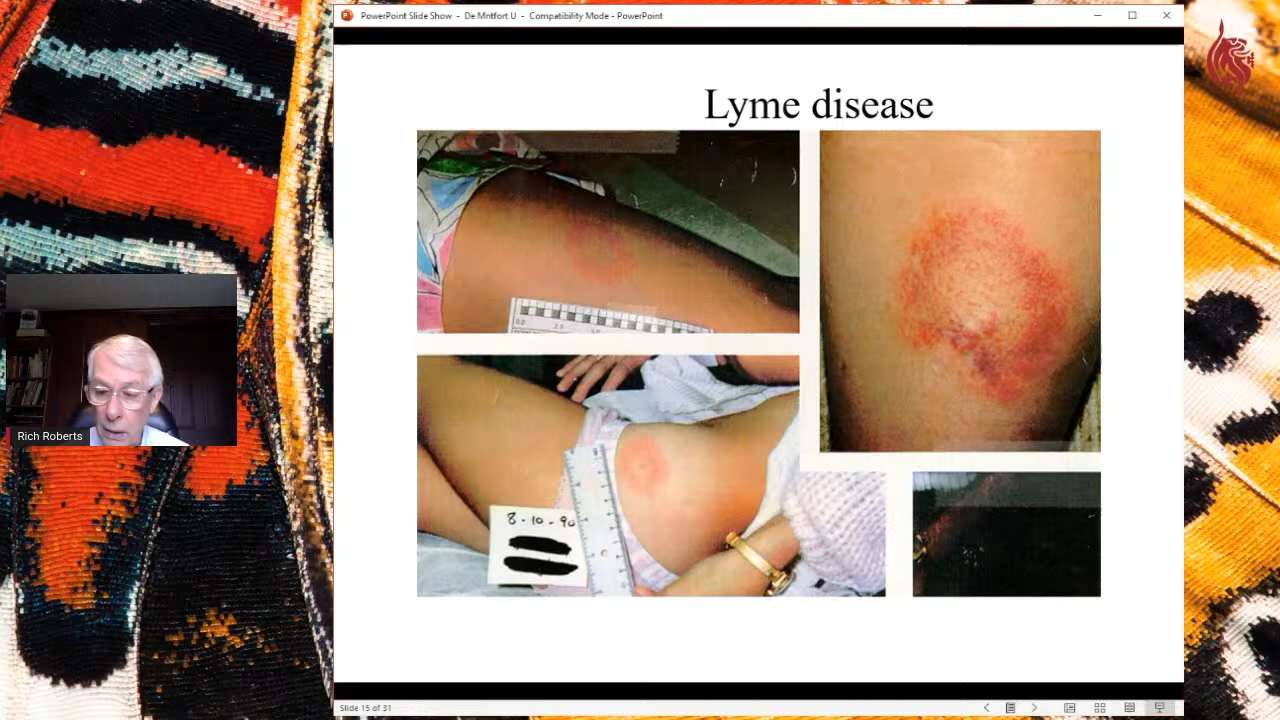 PowerPoint Slide Show - De Mntfort U - Compatibility Mode - PowerPoint
Lyme disease
8-10-90
Rich Roberts
Slide 15 of 31